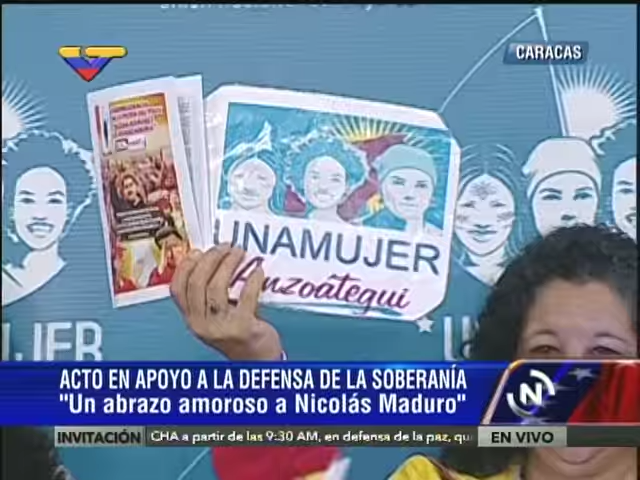 CARACAS
UNAMUJER
Anzoátegui
UJER
U
ACTO EN APOYO A LA DEFENSA DE LA SOBERANÍA
"Un abrazo amoroso a Nicolás Maduro"
N
INVITACIÓN
CHA a partir de las 9:30 AM, en defensa de la paz, qu
EN VIVO